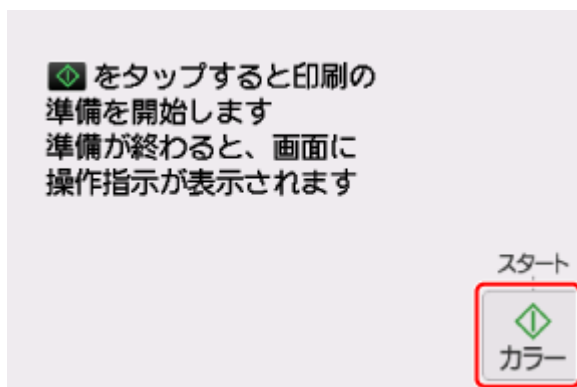 をタップすると印刷の
準備を開始します
準備が終わると、画面に
操作指示が表示されます
スタート
カラー